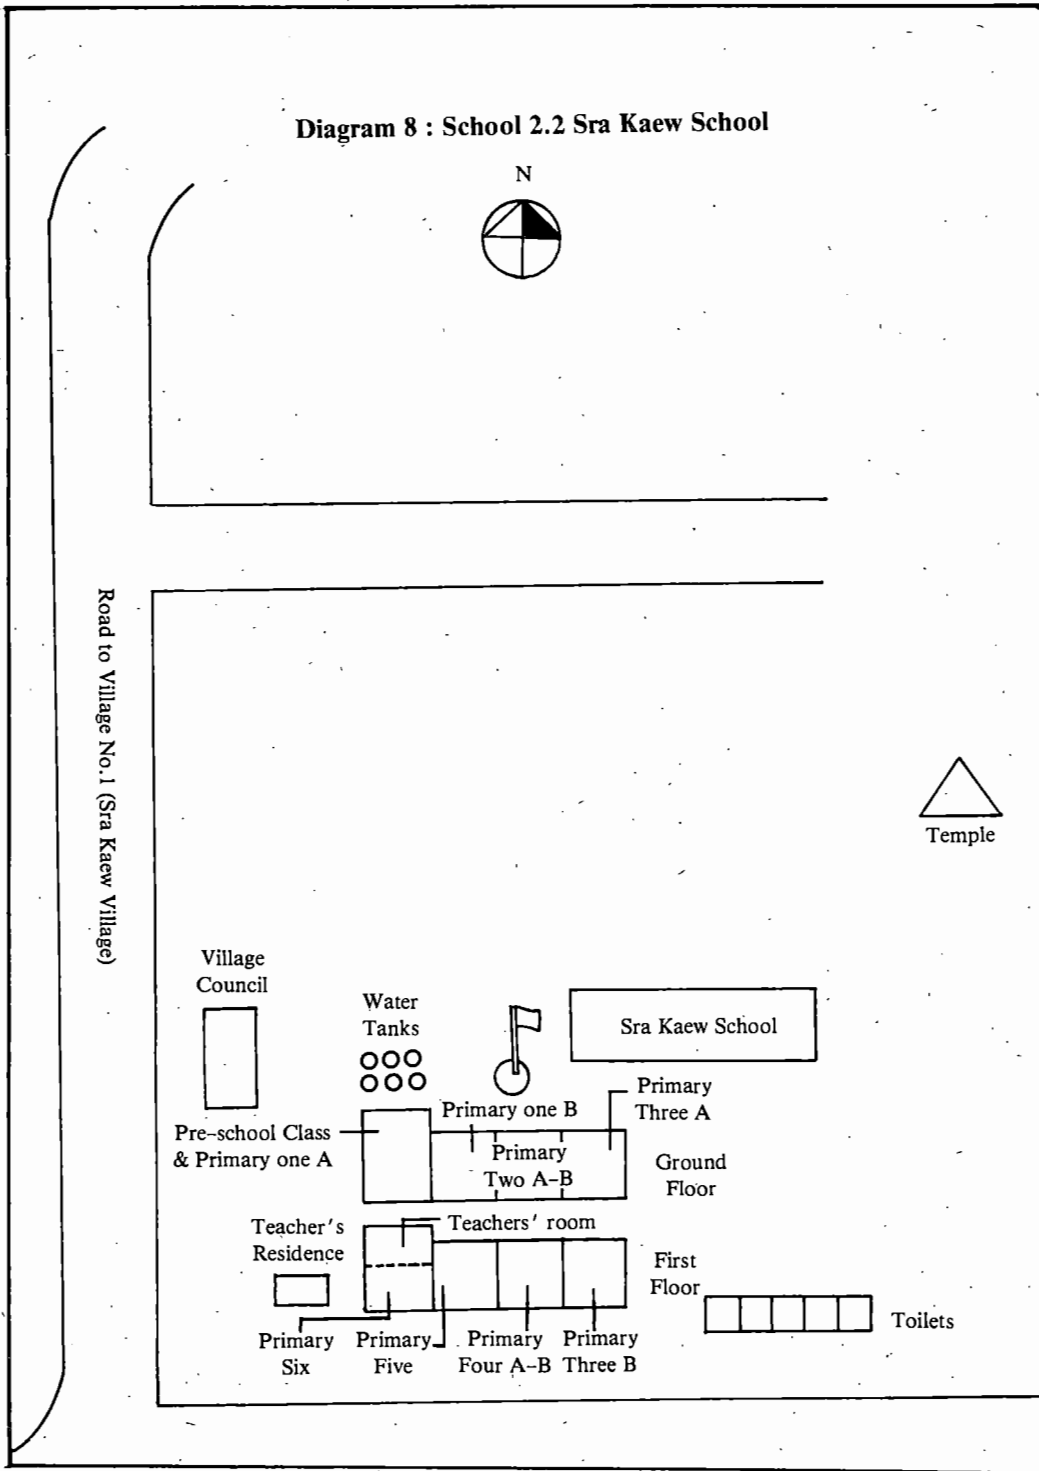 Diagram 8 : School 2.2 Sra Kaew School
N
Road to Village No.1 (Sra Kaew Village)
Temple
Village
Council
Water
Tanks
Sra Kaew School
Primary one B
Primary
Three A
Pre-school Class
& Primary one A
Primary
Two A-B
Ground
Floor
Teacher's
Residence
Teachers' room
First
Floor
Toilets
Primary
Six
Primary
Five
Primary
Four A-B
Primary
Three B